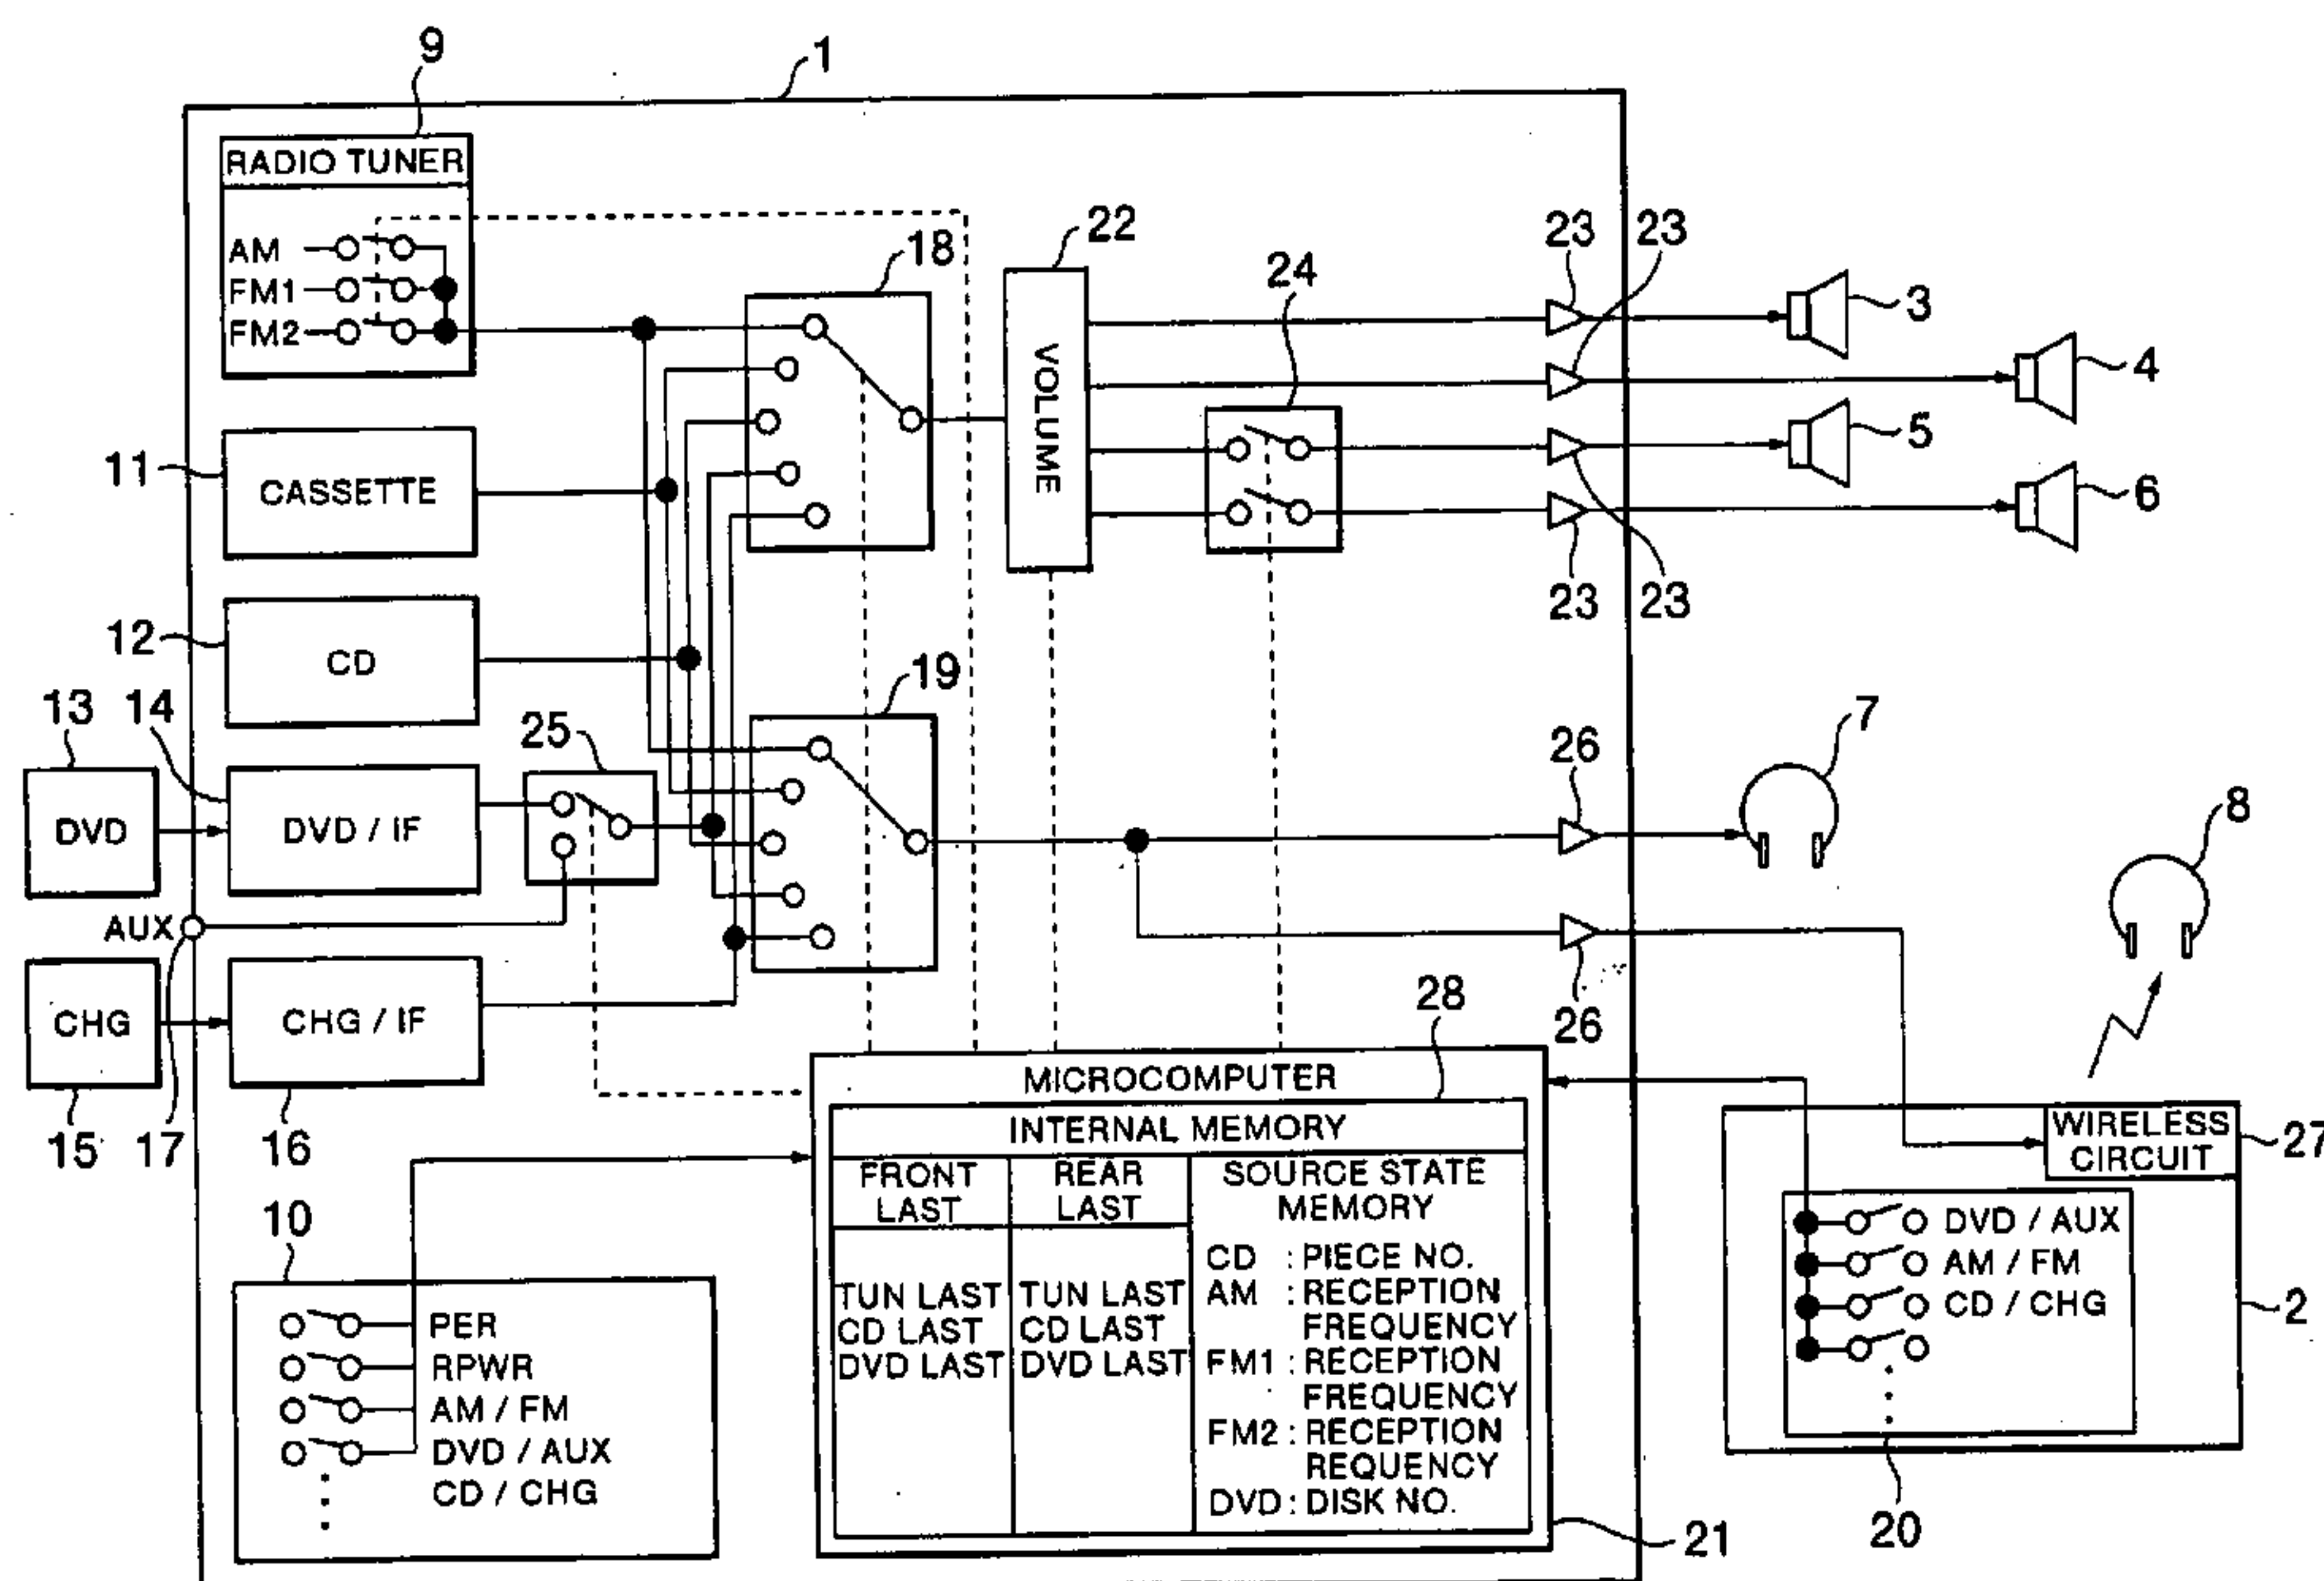 9
1
RADIO TUNER
AM
FM1
FM2
18
22
VOLUME
24
23
23
23
23
3
4
5
6
11
CASSETTE
12
CD
13
14
DVD
DVD / IF
25
19
AUX
CHG
CHG / IF
15
17
16
26
26
7
8
28
MICROCOMPUTER
INTERNAL MEMORY
FRONT
LAST
TUN LAST
CD LAST
DVD LAST
REAR
LAST
TUN LAST
CD LAST
DVD LAST
SOURCE STATE
MEMORY
CD : PIECE NO.
AM : RECEPTION
FREQUENCY
FM1 : RECEPTION
FREQUENCY
FM2 : RECEPTION
REQUENCY
DVD : DISK NO.
21
10
PER
RPWR
AM / FM
DVD / AUX
CD / CHG
WIRELESS
CIRCUIT
27
DVD / AUX
AM / FM
CD / CHG
2
20